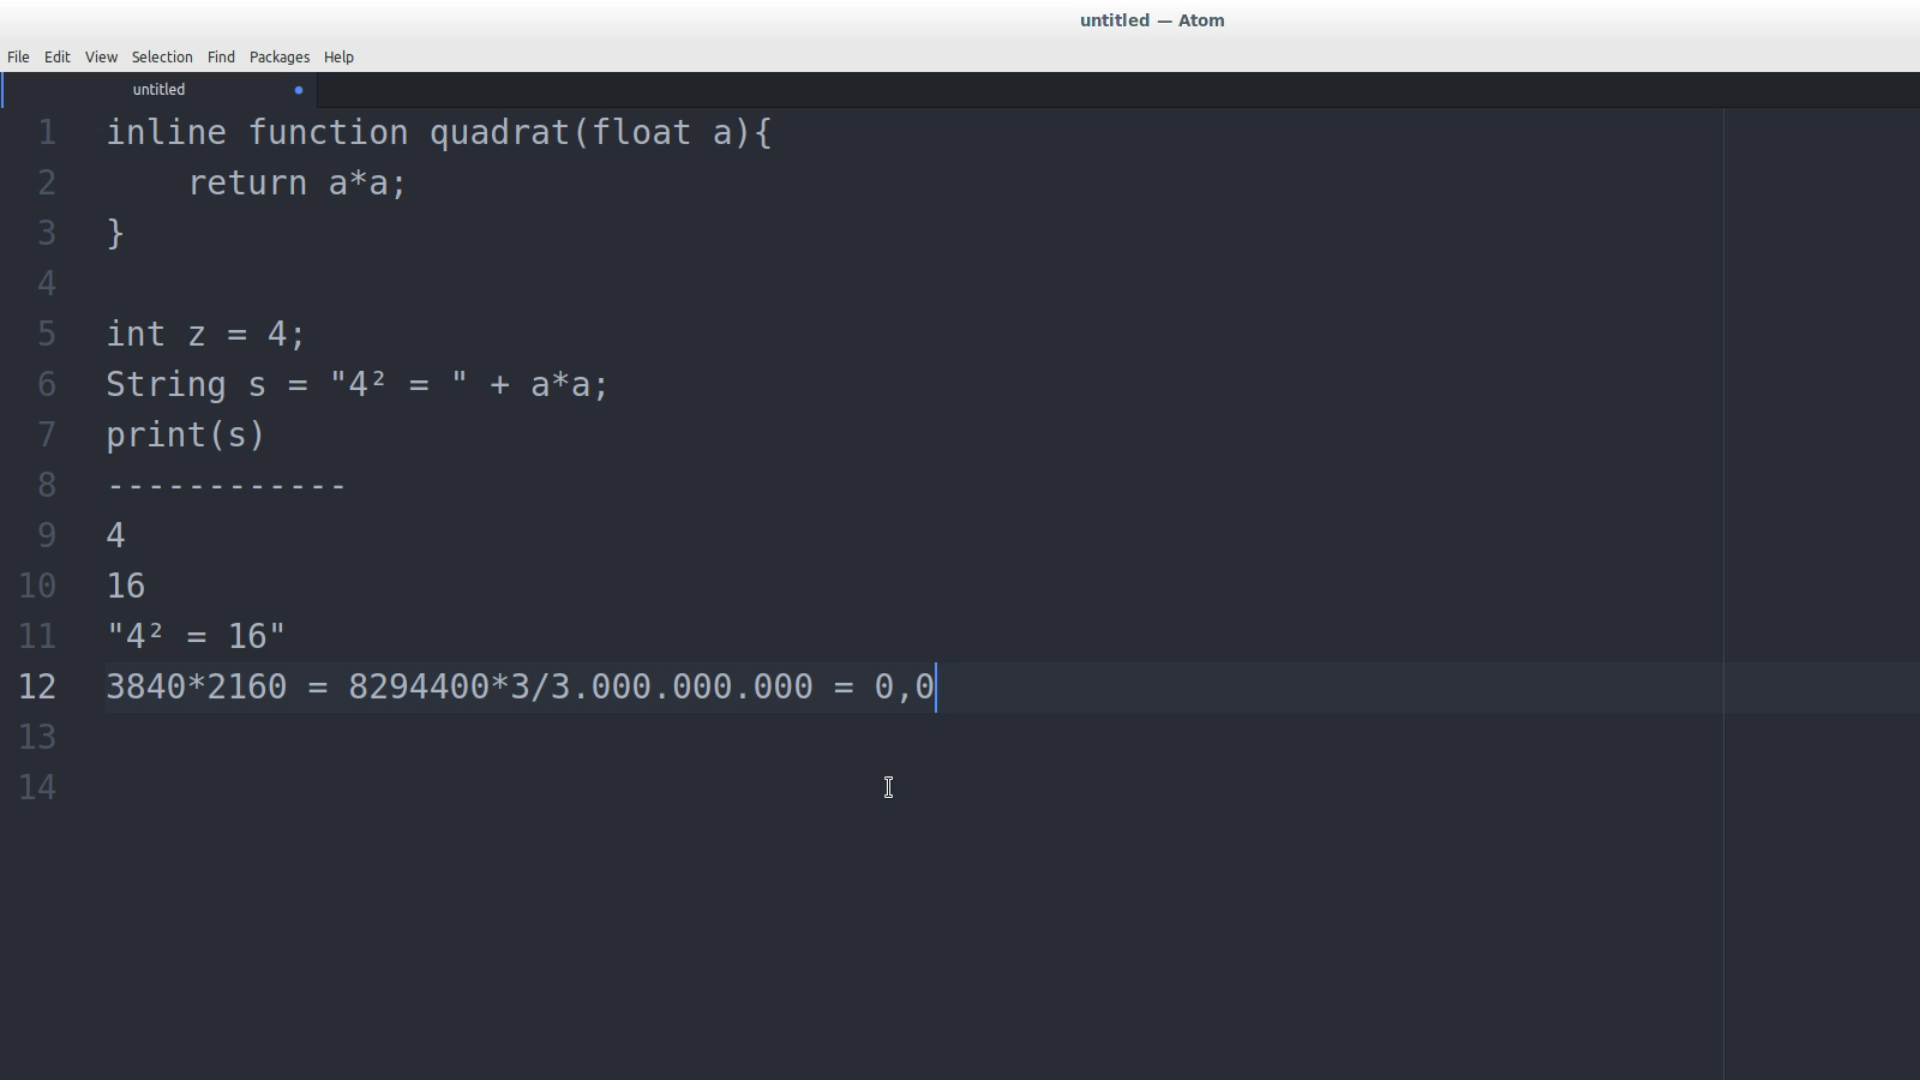 untitled — Atom
File Edit View Selection Find Packages Help
untitled
1 inline function quadrat(float a){
2     return a*a;
3 }
4
5 int z = 4;
6 String s = "4² = " + a*a;
7 print(s)
8 ------------
9 4
10 16
11 "4² = 16"
12 3840*2160 = 8294400*3/3.000.000.000 = 0,0
13
14